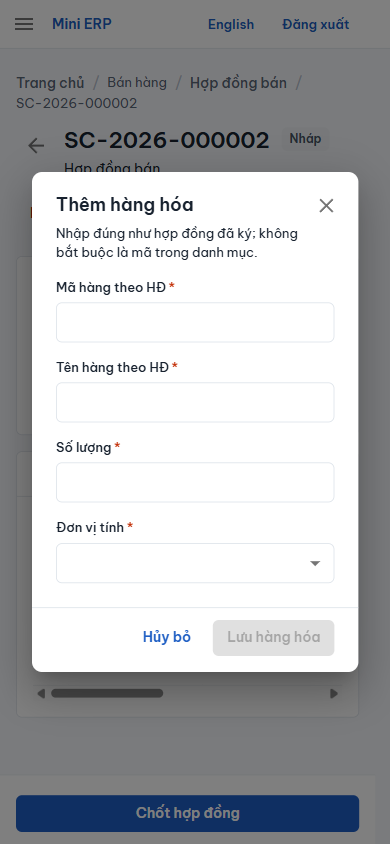 Mini ERP
English
Đăng xuất
Trang chủ / Bán hàng / Hợp đồng bán /
SC-2026-000002
SC-2026-000002
Nháp
Hợp đồng bán
Thêm hàng hóa
Nhập đúng như hợp đồng đã ký; không
bắt buộc là mã trong danh mục.
Mã hàng theo HĐ *
Tên hàng theo HĐ *
Số lượng *
Đơn vị tính *
Hủy bỏ
Lưu hàng hóa
Chốt hợp đồng